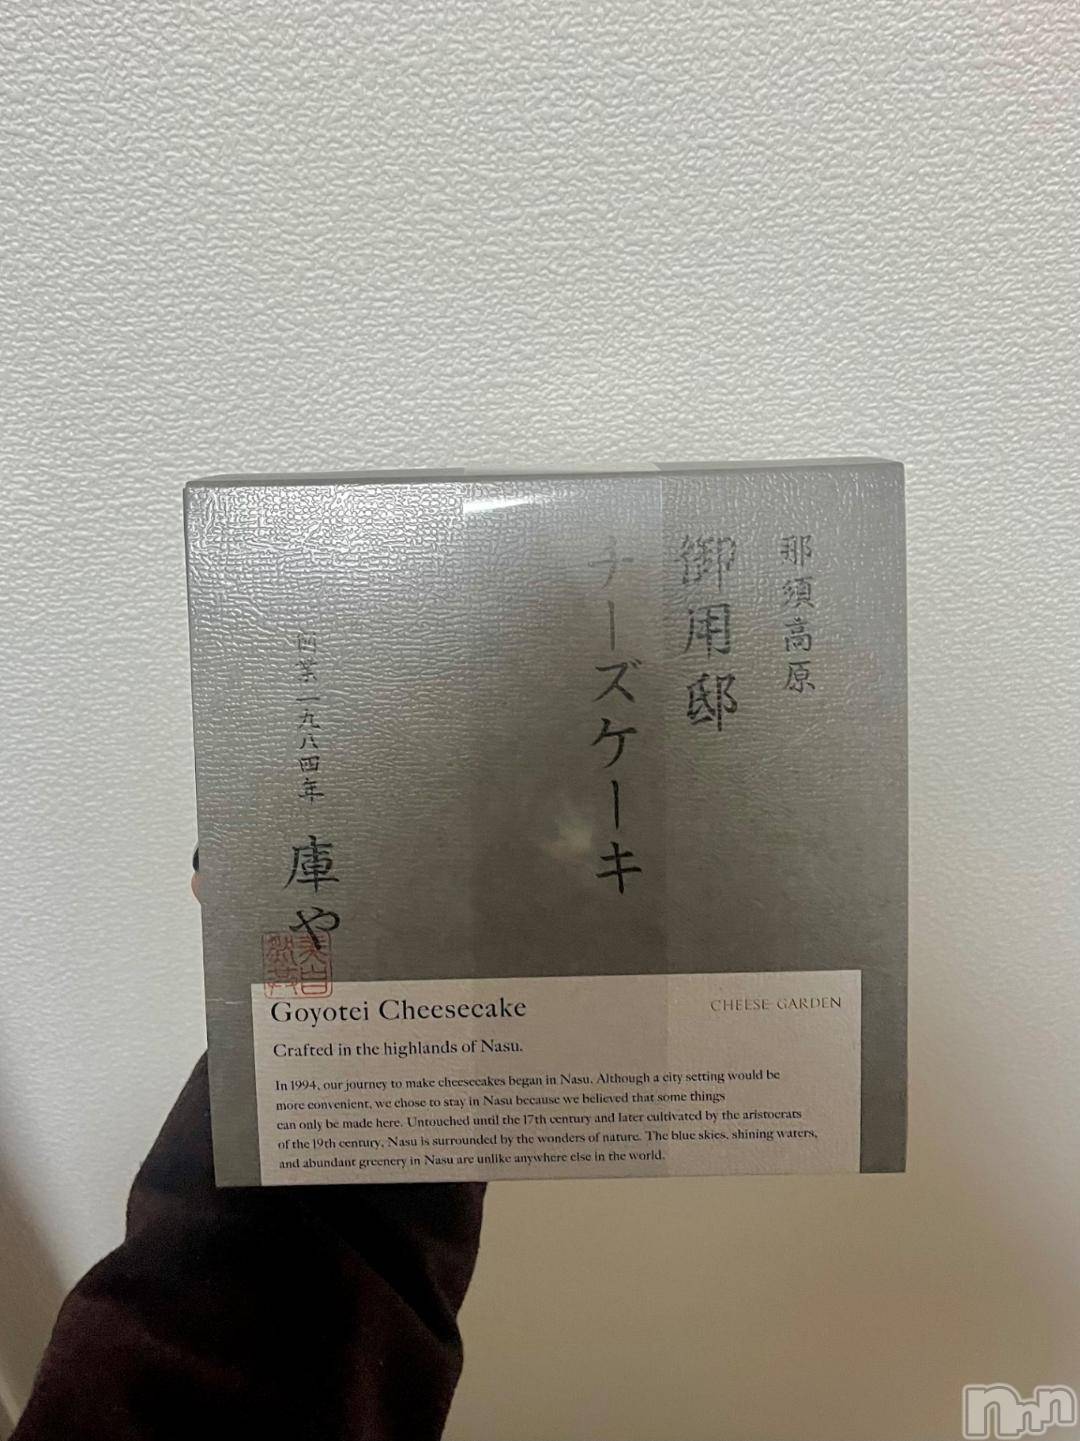 那須高原
御用邸
チーズケーキ
創業一九八四年
庫や
Goyotei Cheesecake
CHEESE GARDEN
Crafted in the highlands of Nasu.
In 1994, our journey to make cheesecakes began in Nasu. Although a city setting would be
more convenient, we chose to stay in Nasu because we believed that some things
can only be made here. Untouched until the 17th century and later cultivated by the aristocrats
of the 19th century, Nasu is surrounded by the wonders of nature. The blue skies, shining waters,
and abundant greenery in Nasu are unlike anywhere else in the world.